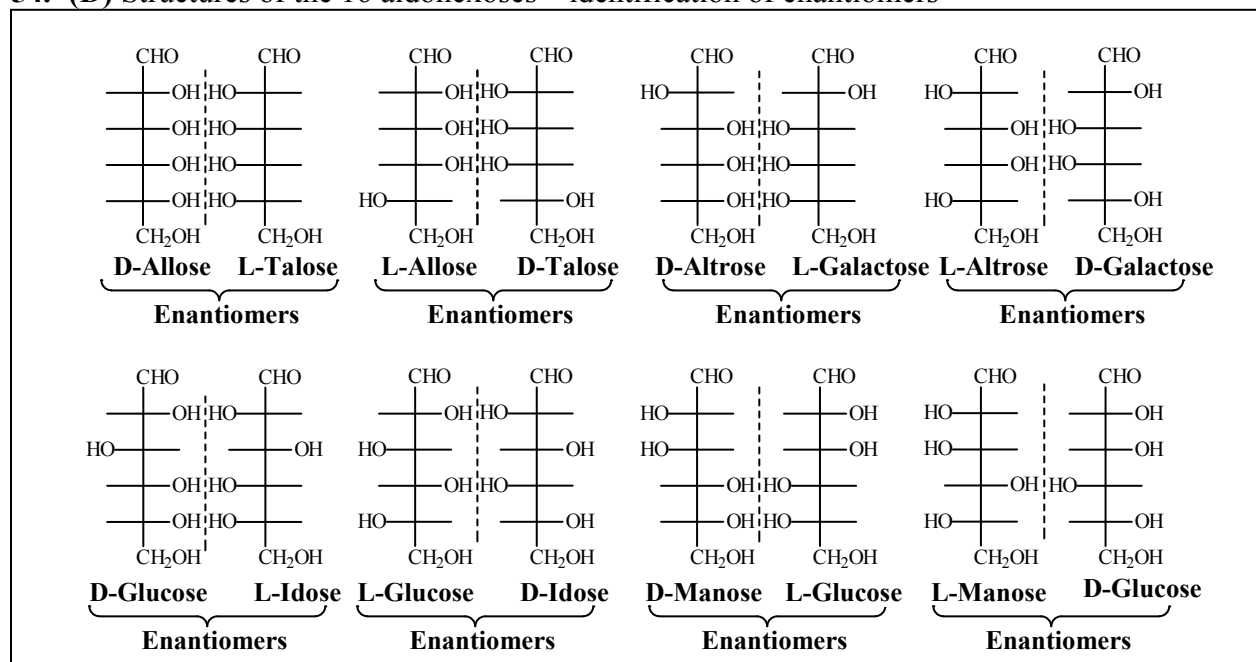 (D) Structures of the 16 aldohexoses – identification of enantiomers
CHO CHO CHO CHO CHO CHO CHO CHO
OH HO OH HO HO OH HO OH
OH HO OH HO OH HO OH HO
OH HO OH HO OH HO OH HO
OH HO HO OH OH HO HO OH
CH₂OH CH₂OH CH₂OH CH₂OH CH₂OH CH₂OH CH₂OH CH₂OH
D-Allose L-Talose L-Allose D-Talose D-Altrose L-Galactose L-Altrose D-Galactose
Enantiomers Enantiomers Enantiomers Enantiomers
CHO CHO CHO CHO CHO CHO CHO CHO
OH HO OH HO HO OH HO OH
HO OH HO OH HO OH HO OH
OH HO OH HO OH HO OH HO
OH HO HO OH OH HO HO OH
CH₂OH CH₂OH CH₂OH CH₂OH CH₂OH CH₂OH CH₂OH CH₂OH
D-Glucose L-Idose L-Glucose D-Idose D-Manose L-Glucose L-Manose D-Glucose
Enantiomers Enantiomers Enantiomers Enantiomers